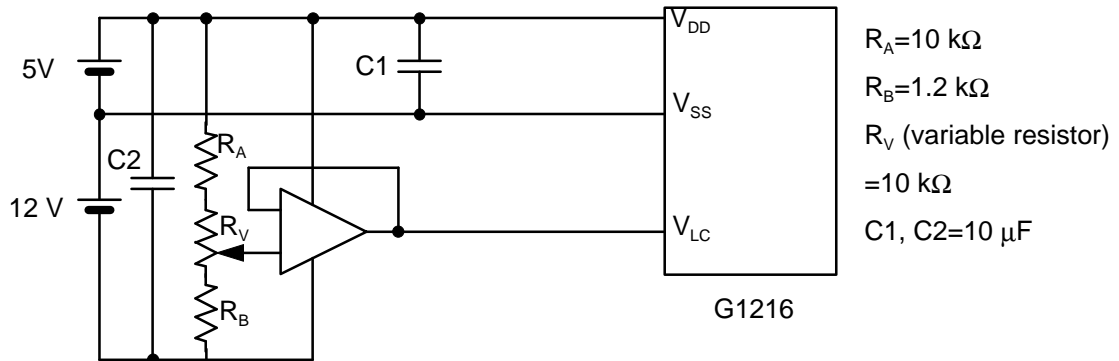 5V
12 V
C2
R_A
R_V
R_B
C1
V_DD
V_SS
V_LC
G1216
R_A=10 kΩ
R_B=1.2 kΩ
R_V (variable resistor)
=10 kΩ
C1, C2=10 μF